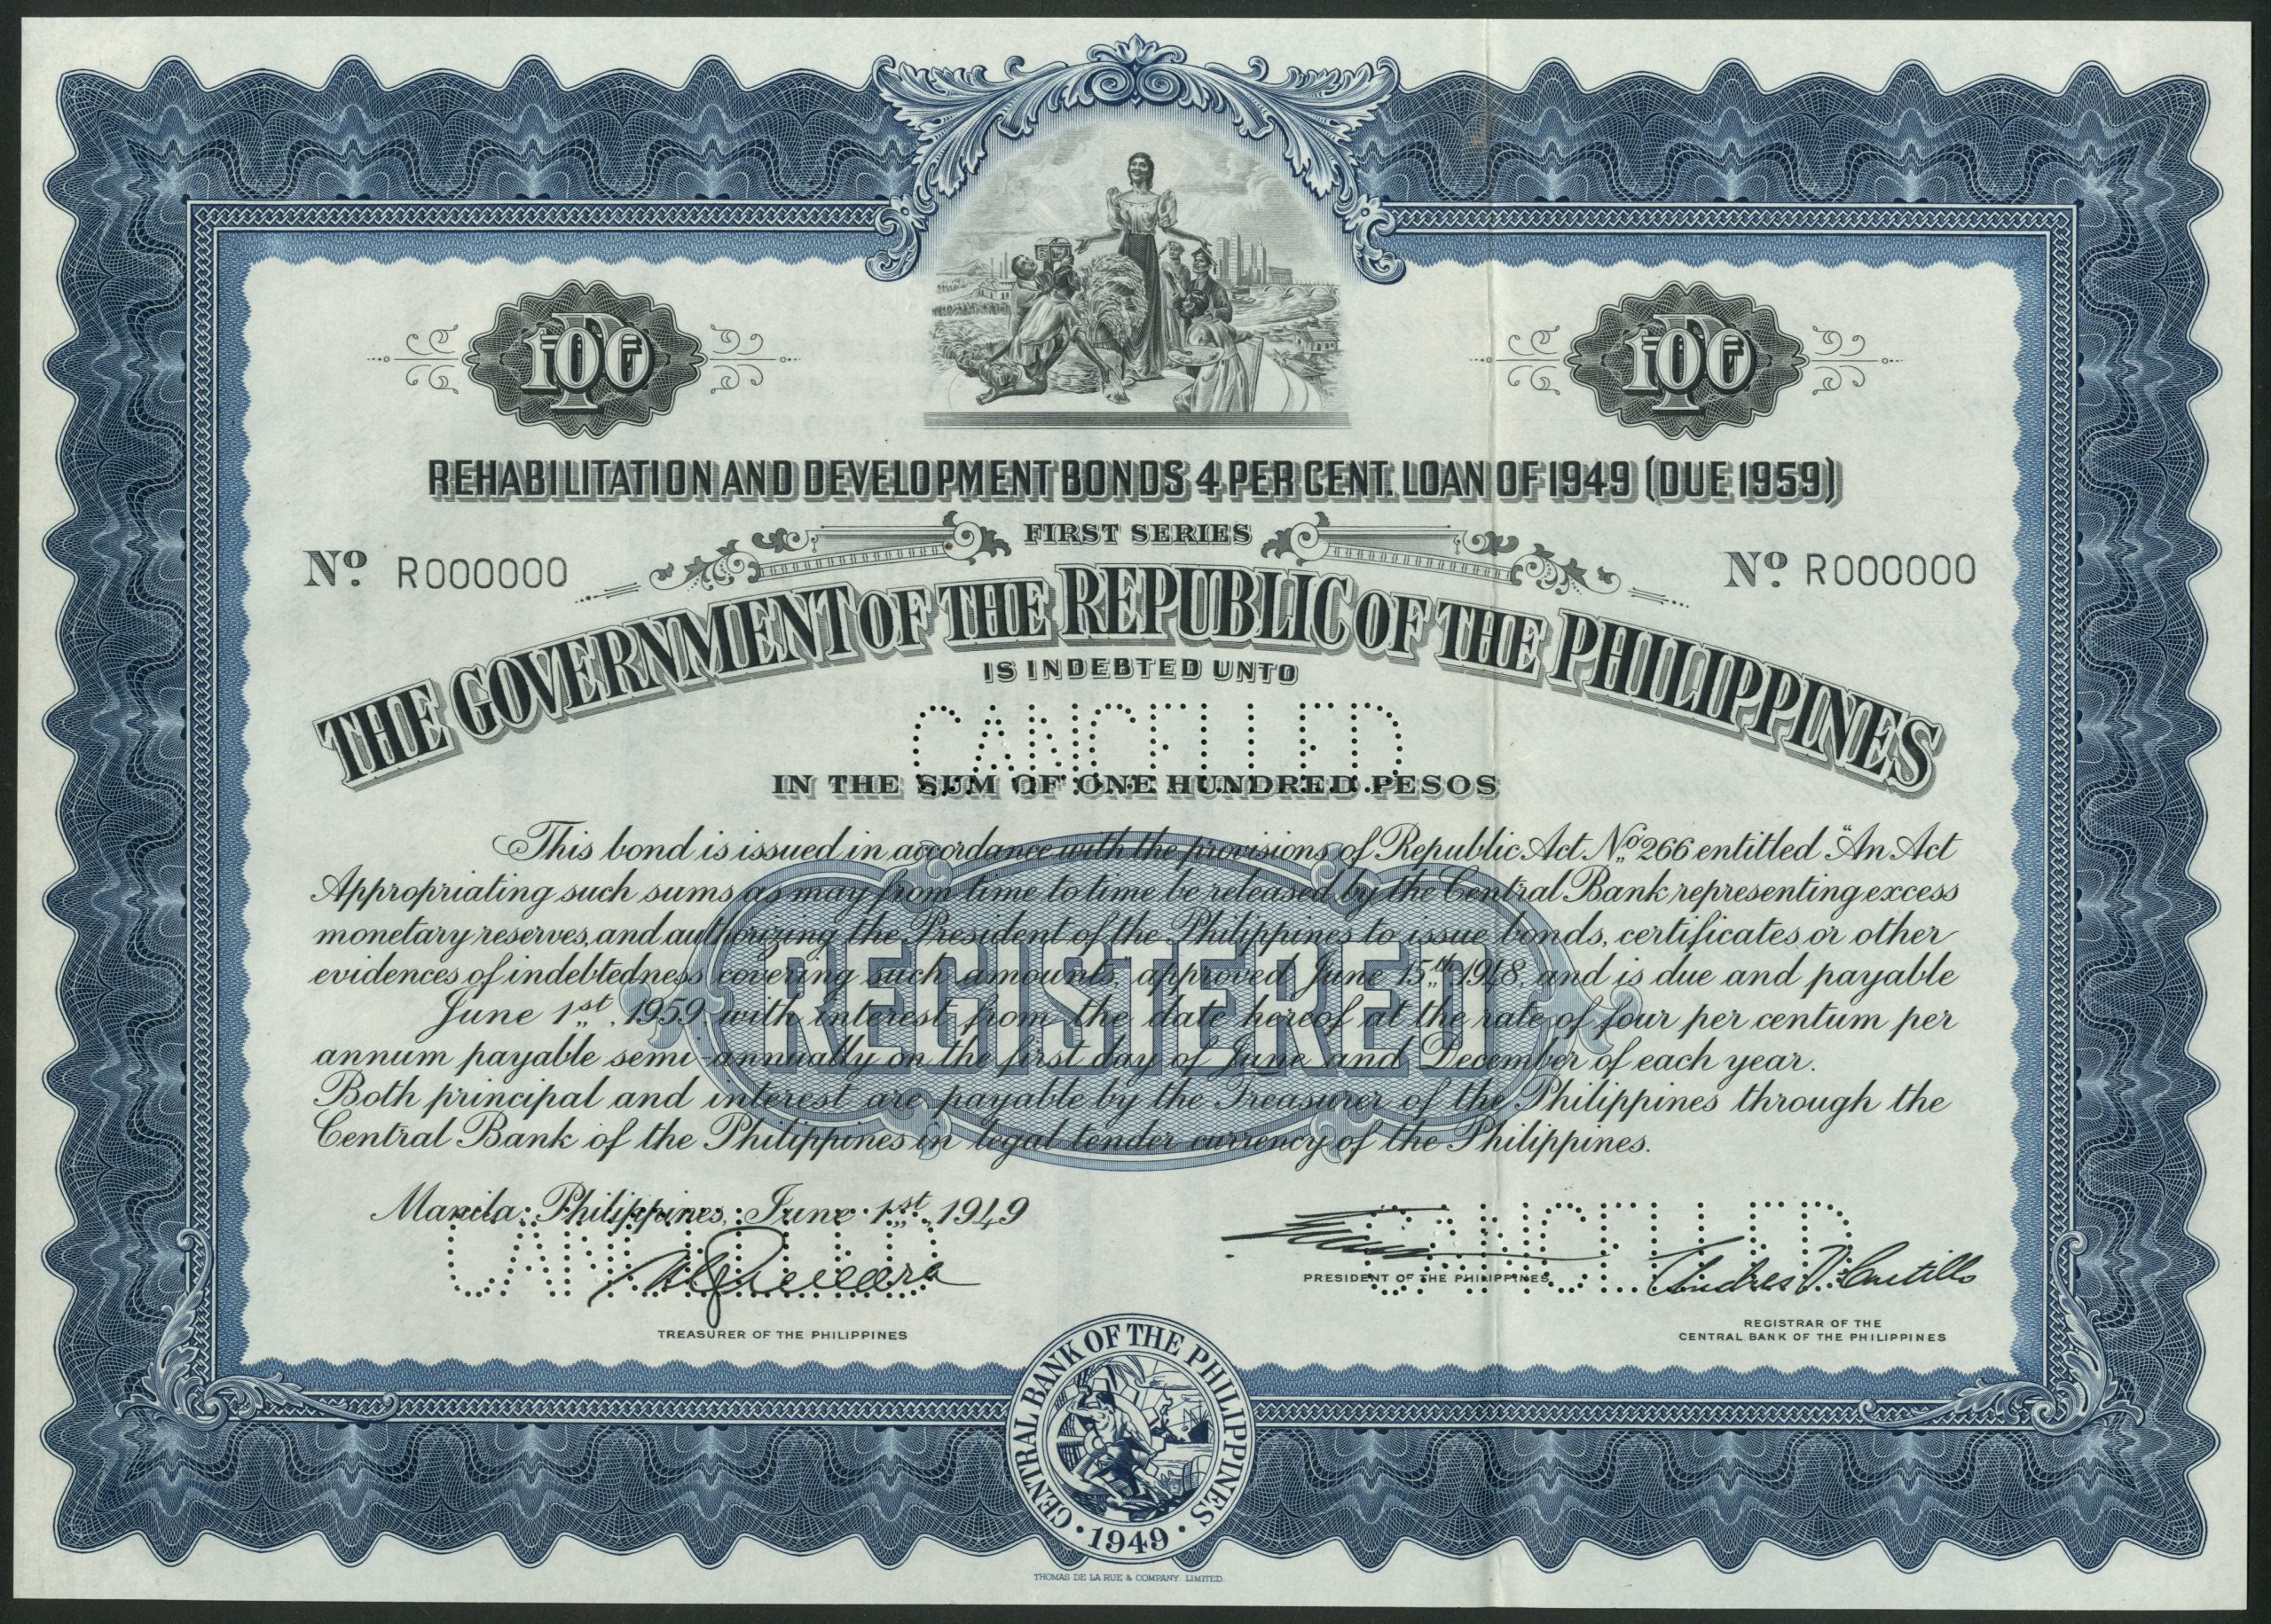 ₱100
₱100
REHABILITATION AND DEVELOPMENT BONDS 4 PER CENT. LOAN OF 1949 (DUE 1959)
FIRST SERIES
Nº. R000000
Nº. R000000
THE GOVERNMENT OF THE REPUBLIC OF THE PHILIPPINES
IS INDEBTED UNTO
CANCELLED
IN THE SUM OF ONE HUNDRED PESOS
REGISTERED
This bond is issued in accordance with the provisions of Republic Act Nº 266 entitled "An Act
Appropriating such sums as may from time to time be released by the Central Bank representing excess
monetary reserves, and authorizing the President of the Philippines to issue bonds, certificates or other
evidences of indebtedness covering such amounts, approved June 15th 1948, and is due and payable
June 1st, 1959, with interest from the date hereof at the rate of four per centum per
annum payable semi-annually on the first day of June and December of each year.
Both principal and interest are payable by the Treasurer of the Philippines through the
Central Bank of the Philippines in legal tender currency of the Philippines.
Manila, Philippines, June 1st, 1949
CANCELLED
CANCELLED
Andres V. Castillo
PRESIDENT OF THE PHILIPPINES
TREASURER OF THE PHILIPPINES
REGISTRAR OF THE
CENTRAL BANK OF THE PHILIPPINES
CENTRAL BANK OF THE PHILIPPINES
· 1949 ·
THOMAS DE LA RUE & COMPANY, LIMITED.